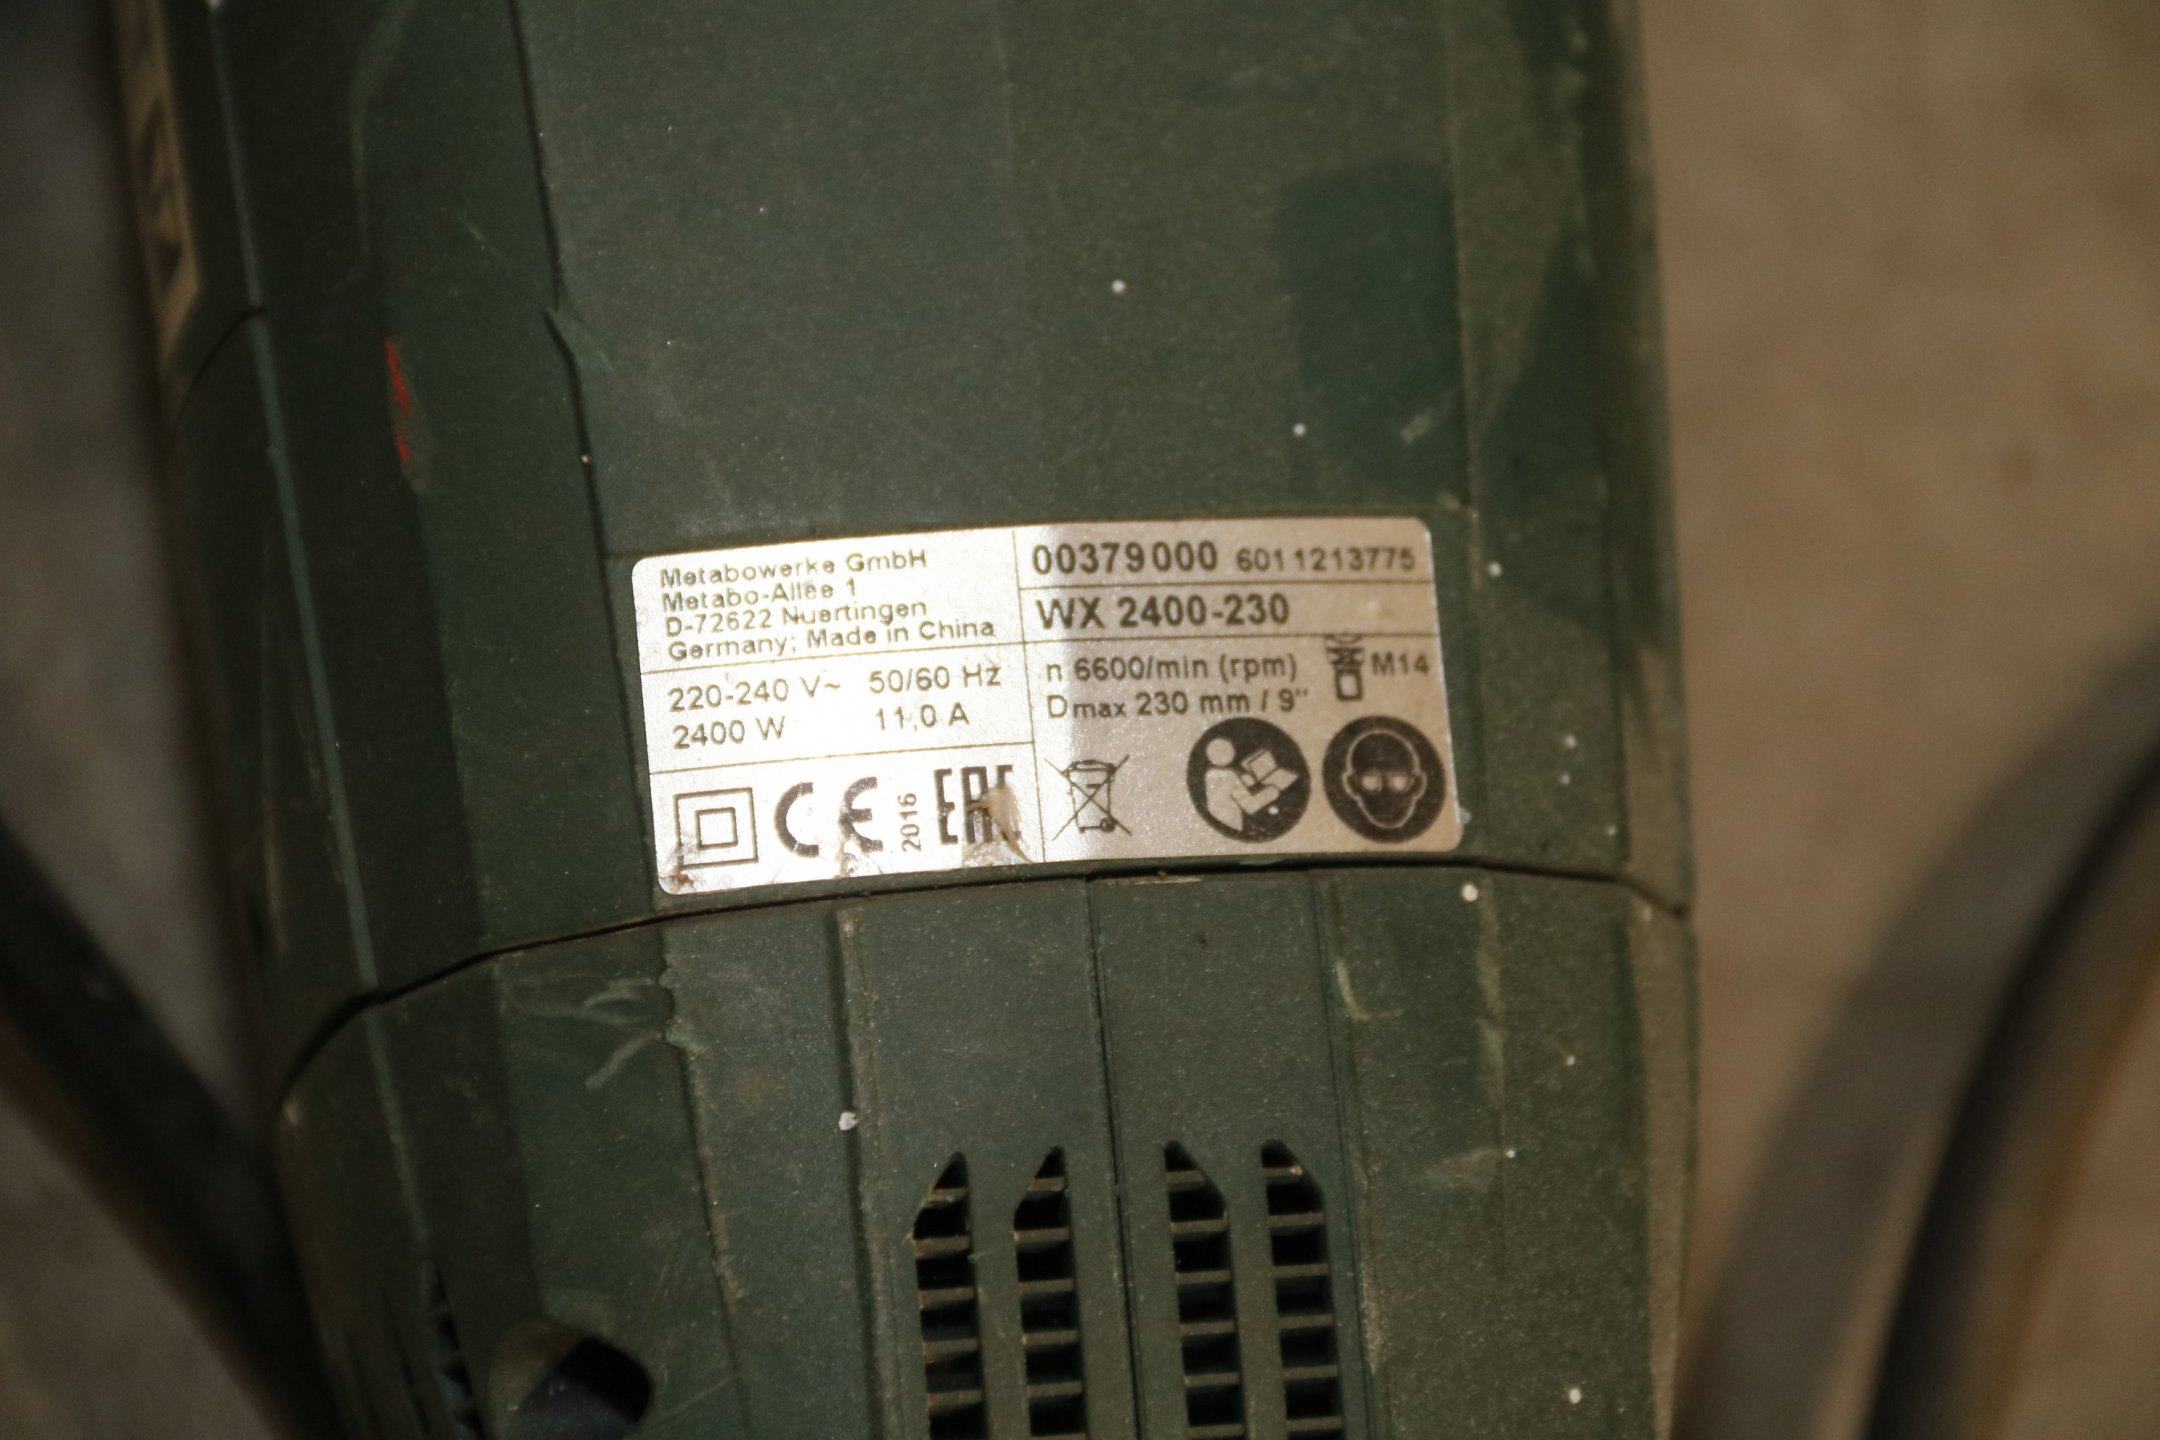 Metabowerke GmbH
Metabo-Allee 1
D-72622 Nuertingen
Germany; Made in China
220-240 V~ 50/60 Hz
2400 W 11,0 A
CE 2016 EAC
00379000 6011213775
WX 2400-230
n 6600/min (rpm) M14
Dmax 230 mm / 9"